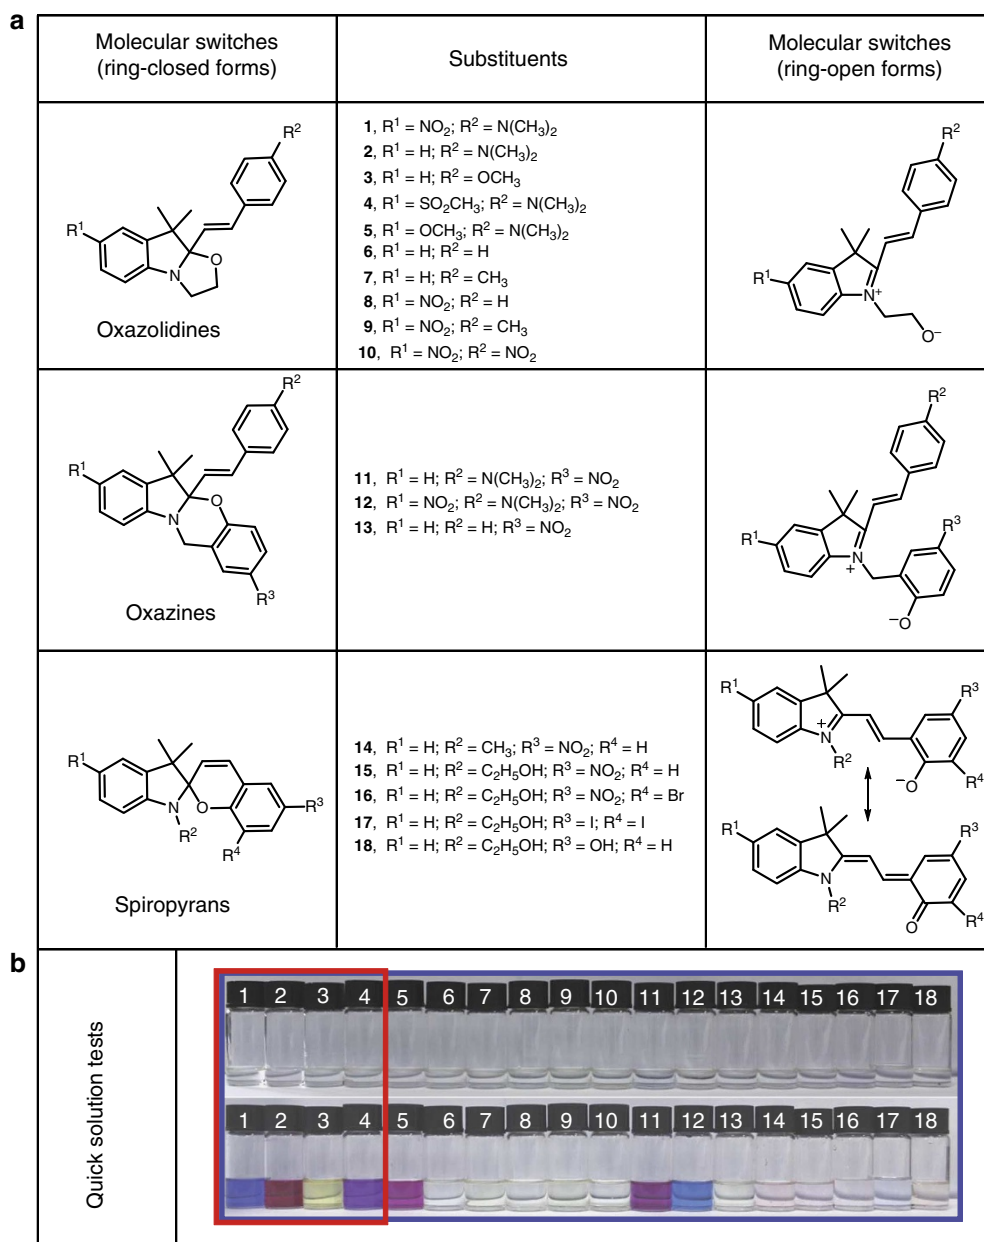 a
Molecular switches
(ring-closed forms)
Substituents
Molecular switches
(ring-open forms)
R²
R¹
N
O
Oxazolidines
1, R¹ = NO₂; R² = N(CH₃)₂
2, R¹ = H; R² = N(CH₃)₂
3, R¹ = H; R² = OCH₃
4, R¹ = SO₂CH₃; R² = N(CH₃)₂
5, R¹ = OCH₃; R² = N(CH₃)₂
6, R¹ = H; R² = H
7, R¹ = H; R² = CH₃
8, R¹ = NO₂; R² = H
9, R¹ = NO₂; R² = CH₃
10, R¹ = NO₂; R² = NO₂
R²
R¹
N⁺
O⁻
R²
R¹
O
N
R³
Oxazines
11, R¹ = H; R² = N(CH₃)₂; R³ = NO₂
12, R¹ = NO₂; R² = N(CH₃)₂; R³ = NO₂
13, R¹ = H; R² = H; R³ = NO₂
R²
R³
R¹
N
+
⁻O
R¹
N
O
R³
R²
R⁴
Spiropyrans
14, R¹ = H; R² = CH₃; R³ = NO₂; R⁴ = H
15, R¹ = H; R² = C₂H₅OH; R³ = NO₂; R⁴ = H
16, R¹ = H; R² = C₂H₅OH; R³ = NO₂; R⁴ = Br
17, R¹ = H; R² = C₂H₅OH; R³ = I; R⁴ = I
18, R¹ = H; R² = C₂H₅OH; R³ = OH; R⁴ = H
R¹
R³
+
N
R²
⁻O
R⁴
R¹
R³
N
R²
R⁴
O
b
Quick solution tests
1 2 3 4 5 6 7 8 9 10 11 12 13 14 15 16 17 18
1 2 3 4 5 6 7 8 9 10 11 12 13 14 15 16 17 18